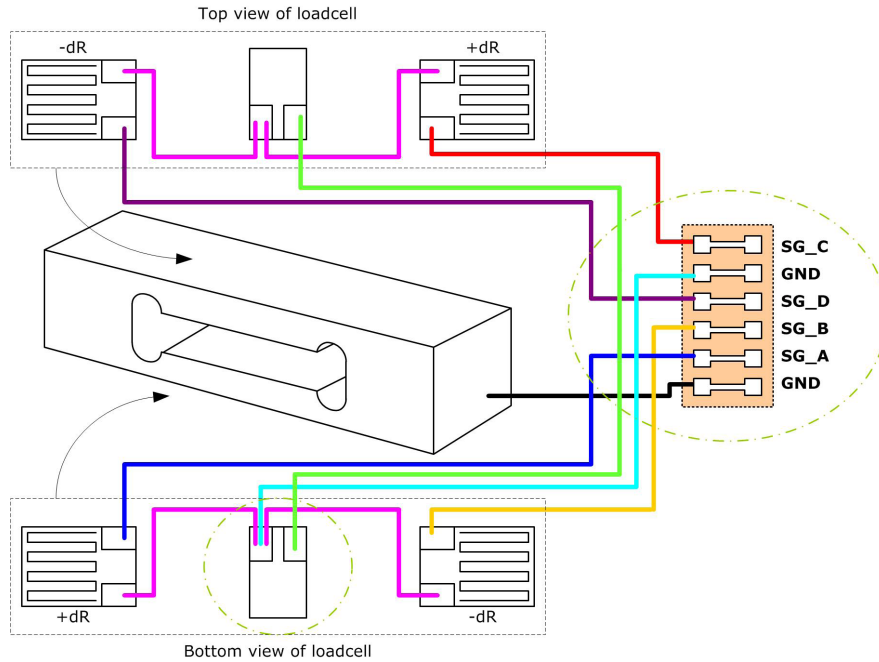 Top view of loadcell
-dR
+dR
SG_C
GND
SG_D
SG_B
SG_A
GND
+dR
-dR
Bottom view of loadcell